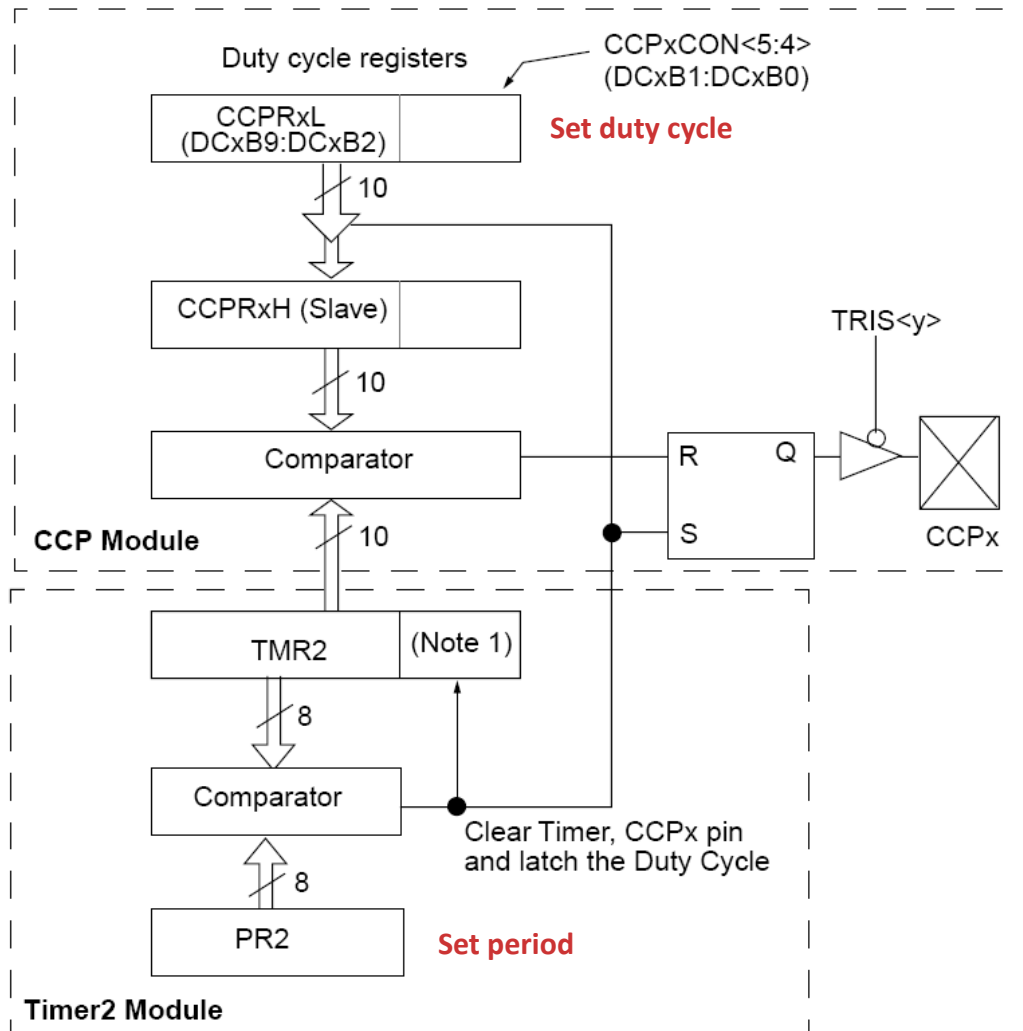 Duty cycle registers
CCPxCON<5:4>
(DCxB1:DCxB0)
CCPRxL
(DCxB9:DCxB2)
Set duty cycle
10
CCPRxH (Slave)
TRIS<y>
10
Comparator
R
Q
S
CCPx
10
CCP Module
TMR2
(Note 1)
8
Comparator
Clear Timer, CCPx pin
and latch the Duty Cycle
8
PR2
Set period
Timer2 Module